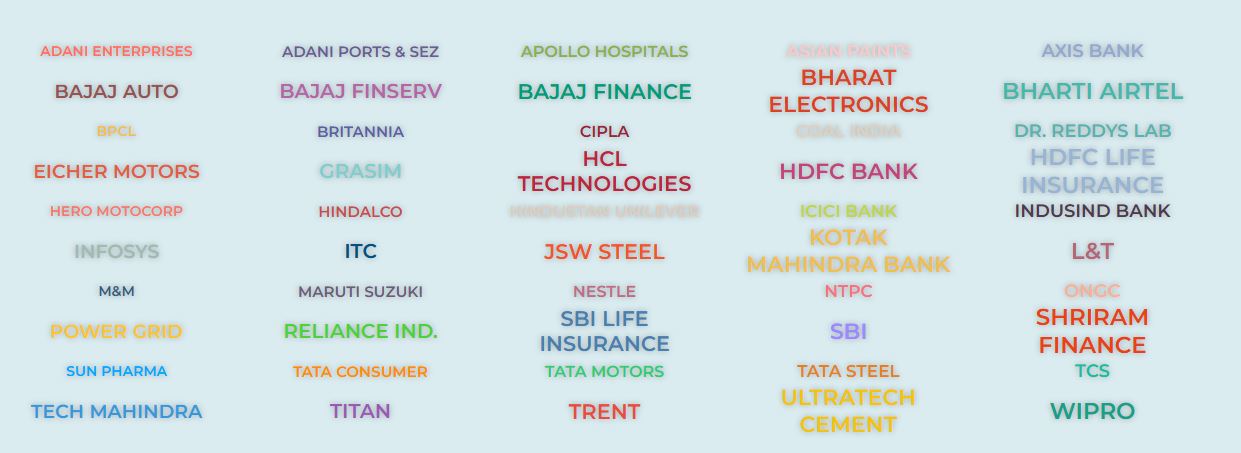 ADANI ENTERPRISES
ADANI PORTS & SEZ
APOLLO HOSPITALS
ASIAN PAINTS
AXIS BANK
BAJAJ AUTO
BAJAJ FINSERV
BAJAJ FINANCE
BHARAT
ELECTRONICS
BHARTI AIRTEL
BPCL
BRITANNIA
CIPLA
COAL INDIA
DR. REDDYS LAB
EICHER MOTORS
GRASIM
HCL
TECHNOLOGIES
HDFC BANK
HDFC LIFE
INSURANCE
HERO MOTOCORP
HINDALCO
HINDUSTAN UNILEVER
ICICI BANK
INDUSIND BANK
INFOSYS
ITC
JSW STEEL
KOTAK
MAHINDRA BANK
L&T
M&M
MARUTI SUZUKI
NESTLE
NTPC
ONGC
POWER GRID
RELIANCE IND.
SBI LIFE
INSURANCE
SBI
SHRIRAM
FINANCE
SUN PHARMA
TATA CONSUMER
TATA MOTORS
TATA STEEL
TCS
TECH MAHINDRA
TITAN
TRENT
ULTRATECH
CEMENT
WIPRO